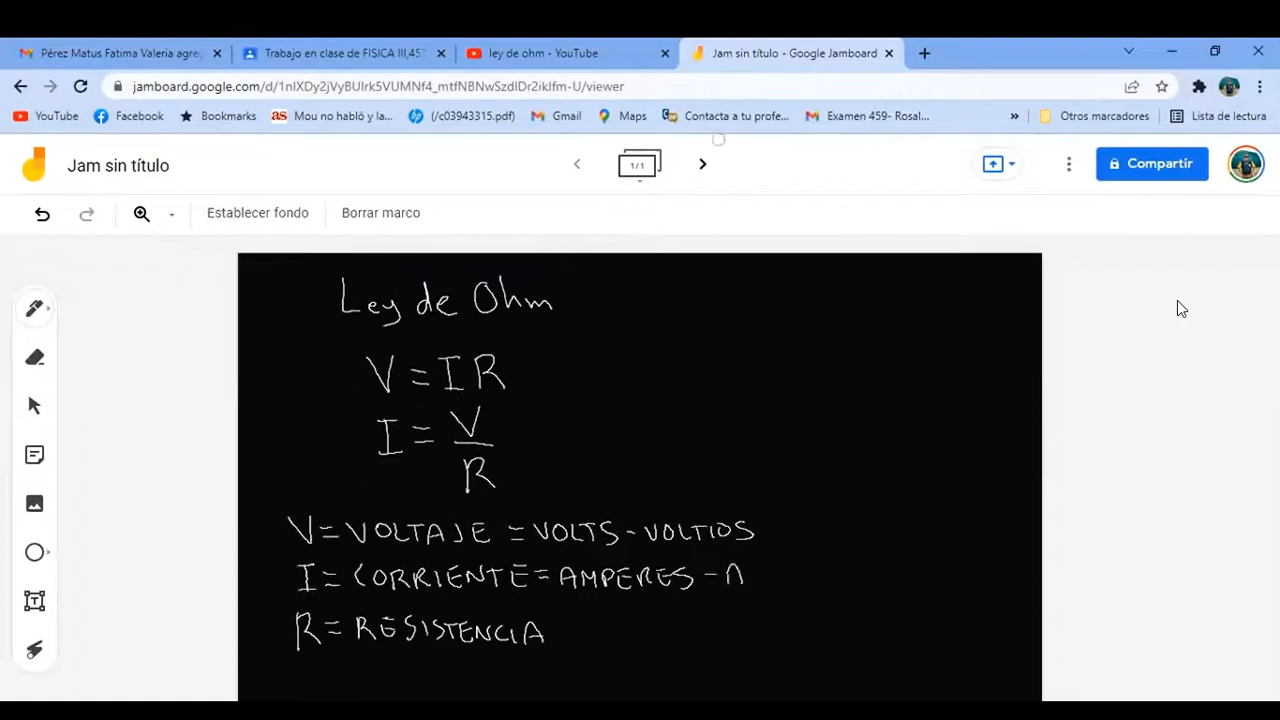 Pérez Matus Fatima Valeria agre
Trabajo en clase de FISICA III,45
ley de ohm - YouTube
Jam sin título - Google Jamboard
jamboard.google.com/d/1nIXDy2jVyBUIrk5VUMNf4_mtfNBNwSzdIDr2ikIfm-U/viewer
YouTube
Facebook
Bookmarks
as
Mou no habló y la...
(/c03943315.pdf)
Gmail
Maps
Contacta a tu profe...
Examen 459- Rosal...
»
Otros marcadores
Lista de lectura
Jam sin título
1/1
Compartir
Establecer fondo
Borrar marco
Ley de Ohm
V = I R
I = V
R
V = VOLTAJE = VOLTS - VOLTIOS
I = CORRIENTE = AMPERES -
R = RESISTENCIA